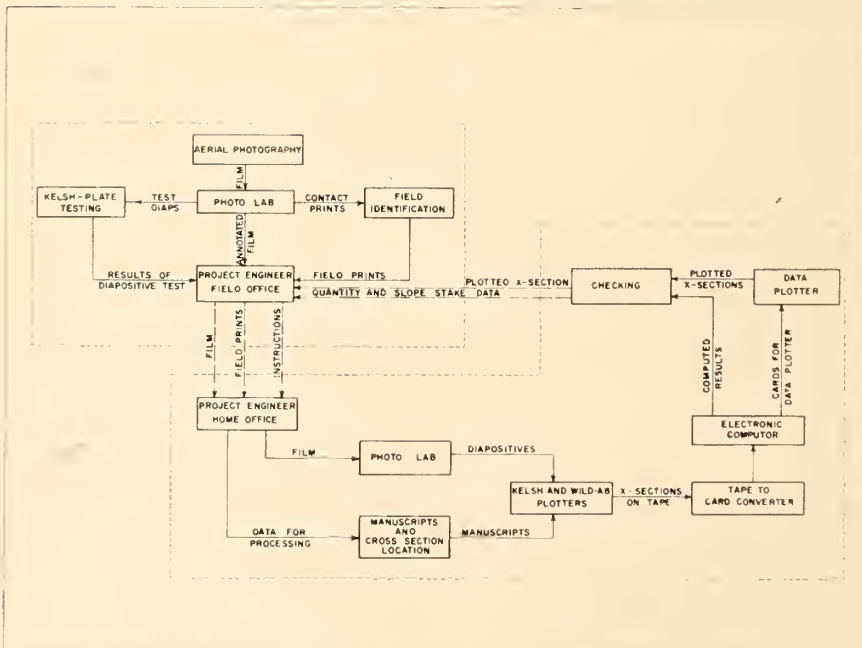 AERIAL PHOTOGRAPHY
FILM
KELSH-PLATE
TESTING
TEST
DIAPS
PHOTO LAB
CONTACT
PRINTS
FIELD
IDENTIFICATION
ANNOTATED
FILM
RESULTS OF
DIAPOSITIVE TEST
PROJECT ENGINEER
FIELD OFFICE
FIELD PRINTS
PLOTTED X-SECTION
QUANTITY AND SLOPE STAKE DATA
CHECKING
PLOTTED
X-SECTIONS
DATA
PLOTTER
FILM
FIELD PRINTS
INSTRUCTIONS
COMPUTED
RESULTS
CARDS FOR
DATA PLOTTER
PROJECT ENGINEER
HOME OFFICE
ELECTRONIC
COMPUTOR
FILM
PHOTO LAB
DIAPOSITIVES
KELSH AND WILD-A8
PLOTTERS
X-SECTIONS
ON TAPE
TAPE TO
CARD CONVERTER
DATA FOR
PROCESSING
MANUSCRIPTS
AND
CROSS SECTION
LOCATION
MANUSCRIPTS